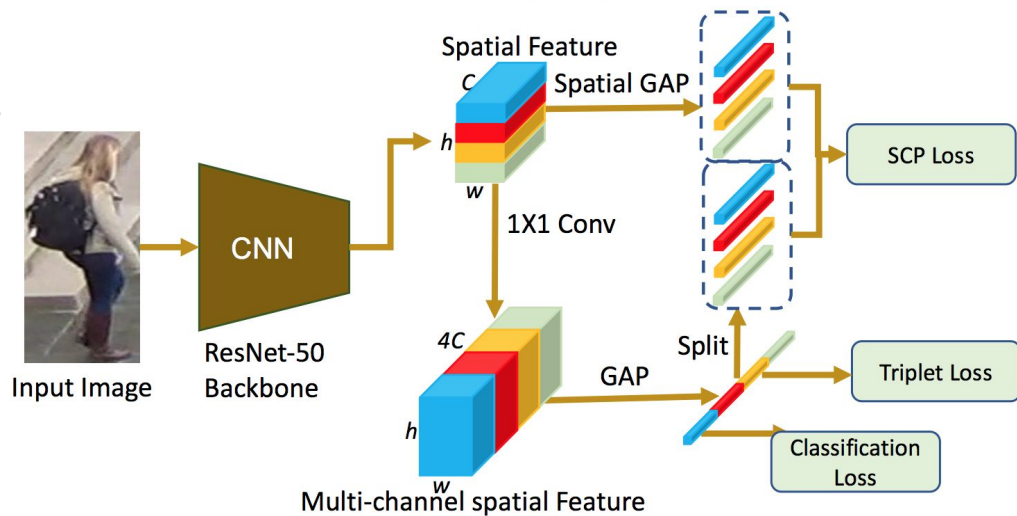 Spatial Feature
C
Spatial GAP
h
w
SCP Loss
CNN
1X1 Conv
ResNet-50
Backbone
Input Image
4C
h
w
GAP
Split
Triplet Loss
Classification
Loss
Multi-channel spatial Feature